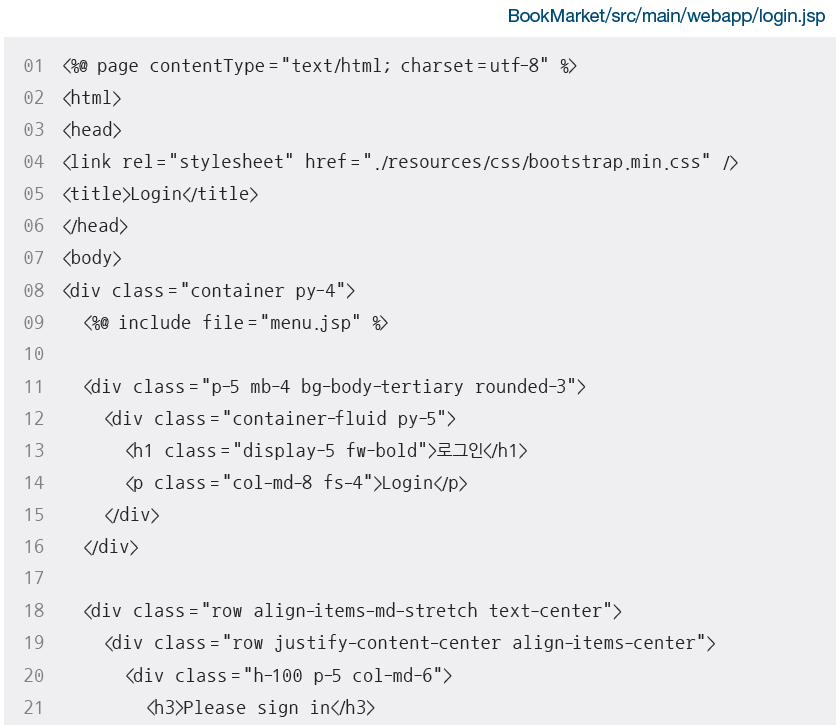 BookMarket/src/main/webapp/login.jsp
01 <%@ page contentType="text/html; charset=utf-8" %>
02 <html>
03 <head>
04 <link rel="stylesheet" href="./resources/css/bootstrap.min.css" />
05 <title>Login</title>
06 </head>
07 <body>
08 <div class="container py-4">
09 <%@ include file="menu.jsp" %>
10
11 <div class="p-5 mb-4 bg-body-tertiary rounded-3">
12 <div class="container-fluid py-5">
13 <h1 class="display-5 fw-bold">로그인</h1>
14 <p class="col-md-8 fs-4">Login</p>
15 </div>
16 </div>
17
18 <div class="row align-items-md-stretch text-center">
19 <div class="row justify-content-center align-items-center">
20 <div class="h-100 p-5 col-md-6">
21 <h3>Please sign in</h3>